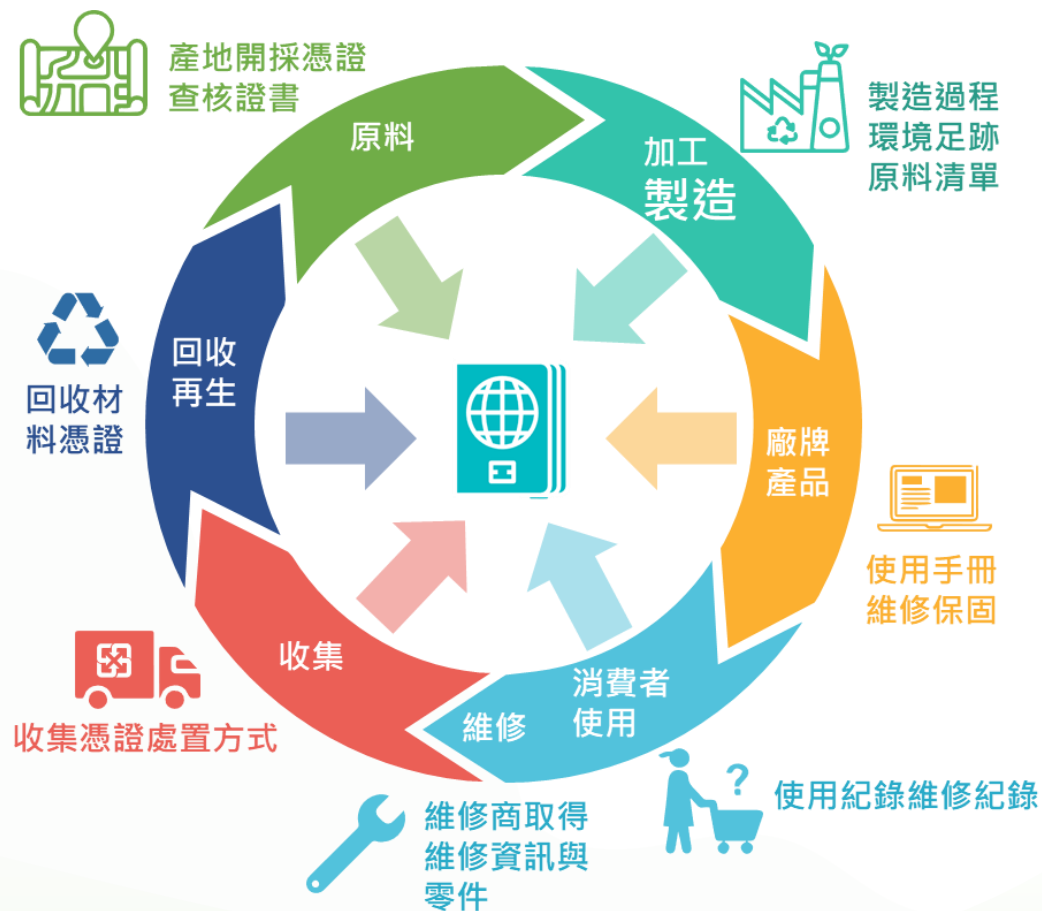 產地開採憑證
查核證書
原料
加工
製造
製造過程
環境足跡
原料清單
廠牌
產品
使用手冊
維修保固
消費者
使用
維修
使用紀錄維修紀錄
?
維修商取得
維修資訊與
零件
收集
收集憑證處置方式
回收
再生
回收材
料憑證